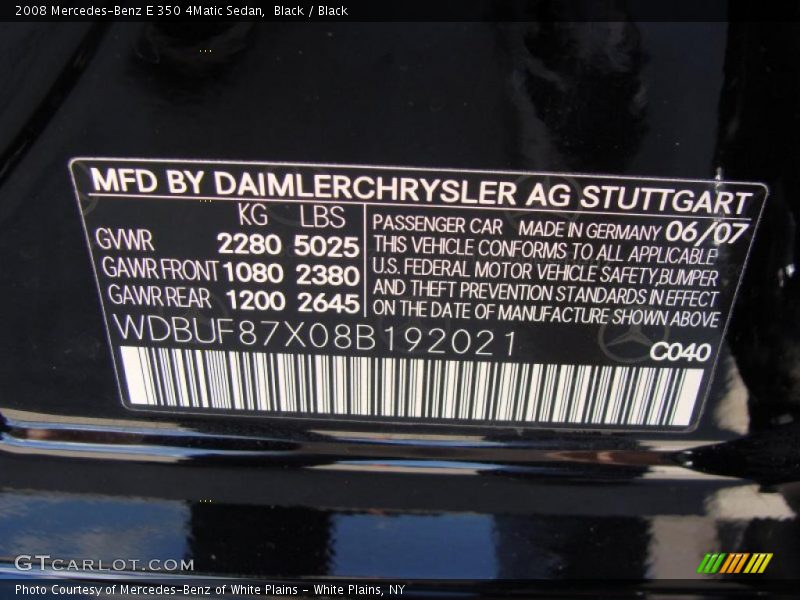 2008 Mercedes-Benz E 350 4Matic Sedan, Black / Black
MFD BY DAIMLERCHRYSLER AG STUTTGART
KG LBS
GVWR 2280 5025
GAWR FRONT 1080 2380
GAWR REAR 1200 2645
PASSENGER CAR MADE IN GERMANY 06/07
THIS VEHICLE CONFORMS TO ALL APPLICABLE
U.S. FEDERAL MOTOR VEHICLE SAFETY,BUMPER
AND THEFT PREVENTION STANDARDS IN EFFECT
ON THE DATE OF MANUFACTURE SHOWN ABOVE
WDBUF87X08B192021
C040
GTCARLOT.COM
Photo Courtesy of Mercedes-Benz of White Plains - White Plains, NY